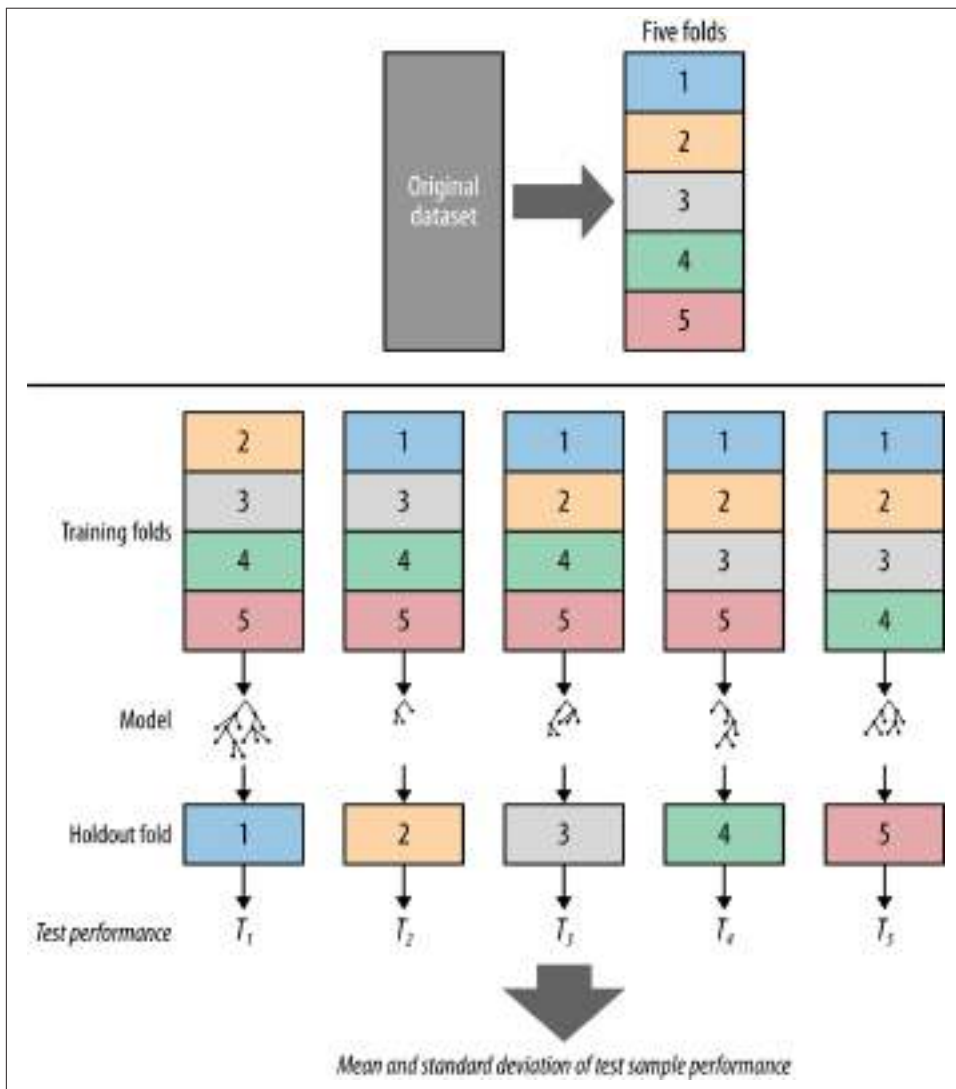 Five folds
1
2
Original
dataset
3
4
5
2 1 1 1 1
3 3 2 2 2
Training folds
4 4 4 3 3
5 5 5 5 4
Model
Holdout fold 1 2 3 4 5
Test performance T1 T2 T3 T4 T5
Mean and standard deviation of test sample performance